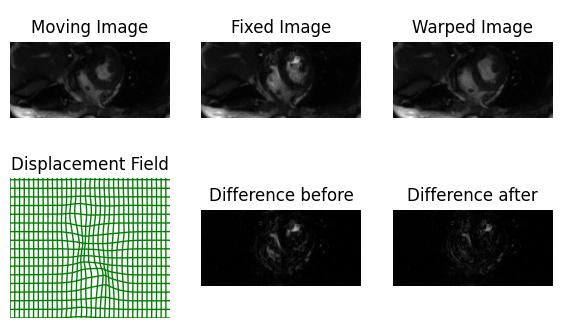 Moving Image
Fixed Image
Warped Image
Displacement Field
Difference before
Difference after